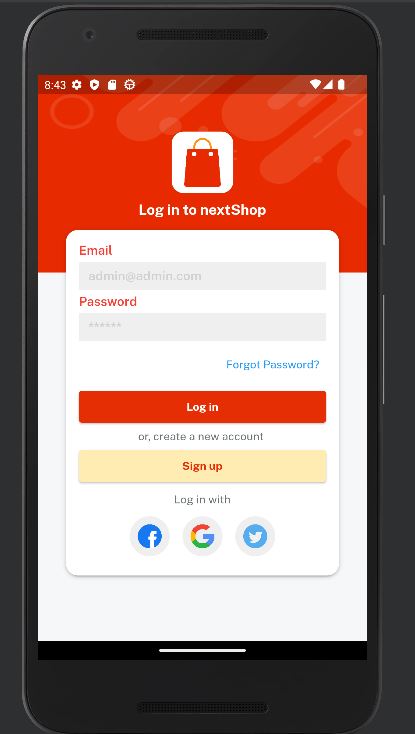 8:43
Log in to nextShop
Email
admin@admin.com
Password
******
Forgot Password?
Log in
or, create a new account
Sign up
Log in with